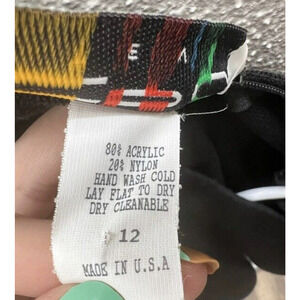 80% ACRYLIC
20% NYLON
HAND WASH COLD
LAY FLAT TO DRY
DRY CLEANABLE
12
MADE IN U.S.A